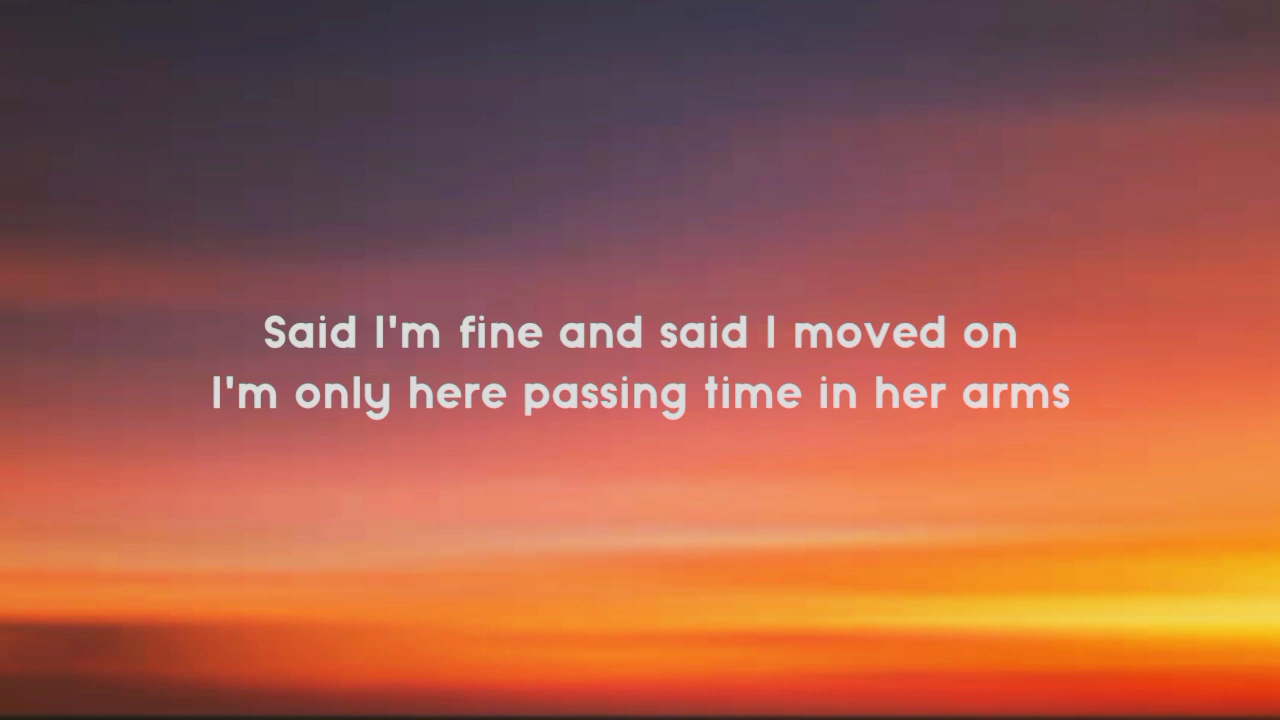 Said I'm fine and said I moved on
I'm only here passing time in her arms